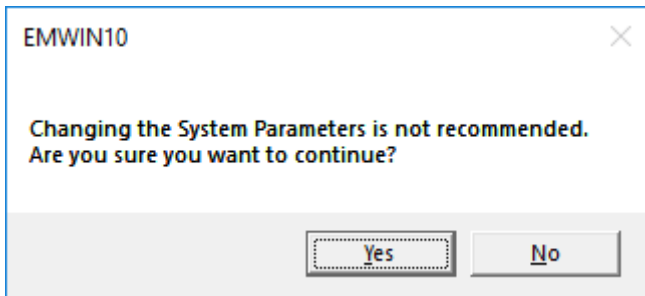 EMWIN10
Changing the System Parameters is not recommended.
Are you sure you want to continue?
Yes No